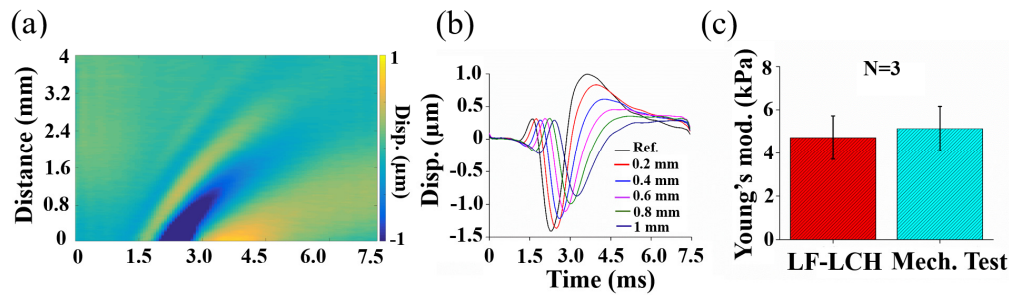 (a)
Distance (mm)
4
3.2
2.4
1.6
0.8
0
0
1.5
3.0
4.5
6.0
7.5
1
-1
Disp. (μm)
(b)
Disp. (μm)
1.0
0.5
0
-0.5
-1.0
-1.5
Ref.
0.2 mm
0.4 mm
0.6 mm
0.8 mm
1 mm
0
1.5
3.0
4.5
6.0
7.5
Time (ms)
(c)
Young's mod. (kPa)
8
6
4
2
0
N=3
LF-LCH
Mech. Test